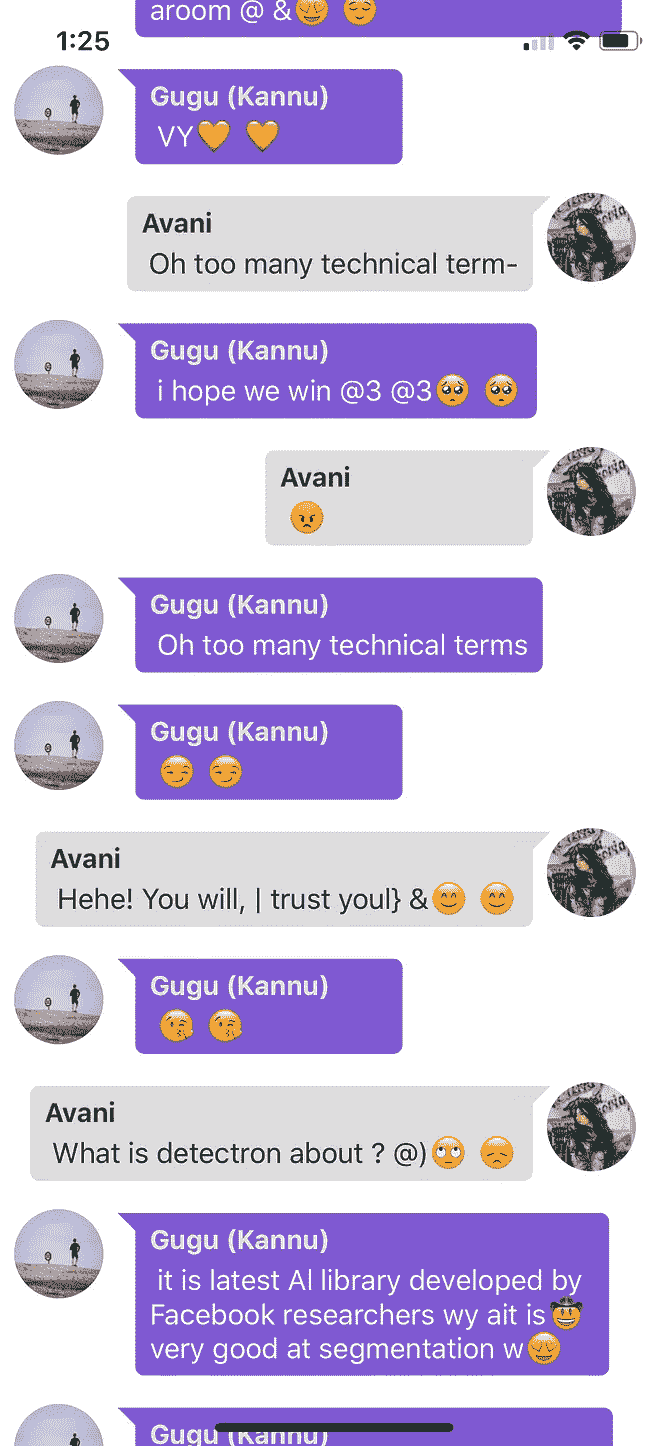 aroom @ &😌 😌
1:25
Gugu (Kannu)
VY🧡 🧡
Avani
Oh too many technical term-
Gugu (Kannu)
i hope we win @3 @3🥺 🥺
Avani
😠
Gugu (Kannu)
Oh too many technical terms
Gugu (Kannu)
😏 😏
Avani
Hehe! You will, | trust youl} &😊 😊
Gugu (Kannu)
😘 😘
Avani
What is detectron about ? @)🙄 😞
Gugu (Kannu)
it is latest AI library developed by
Facebook researchers wy ait is🤠
very good at segmentation w😌
Gugu (Kannu)